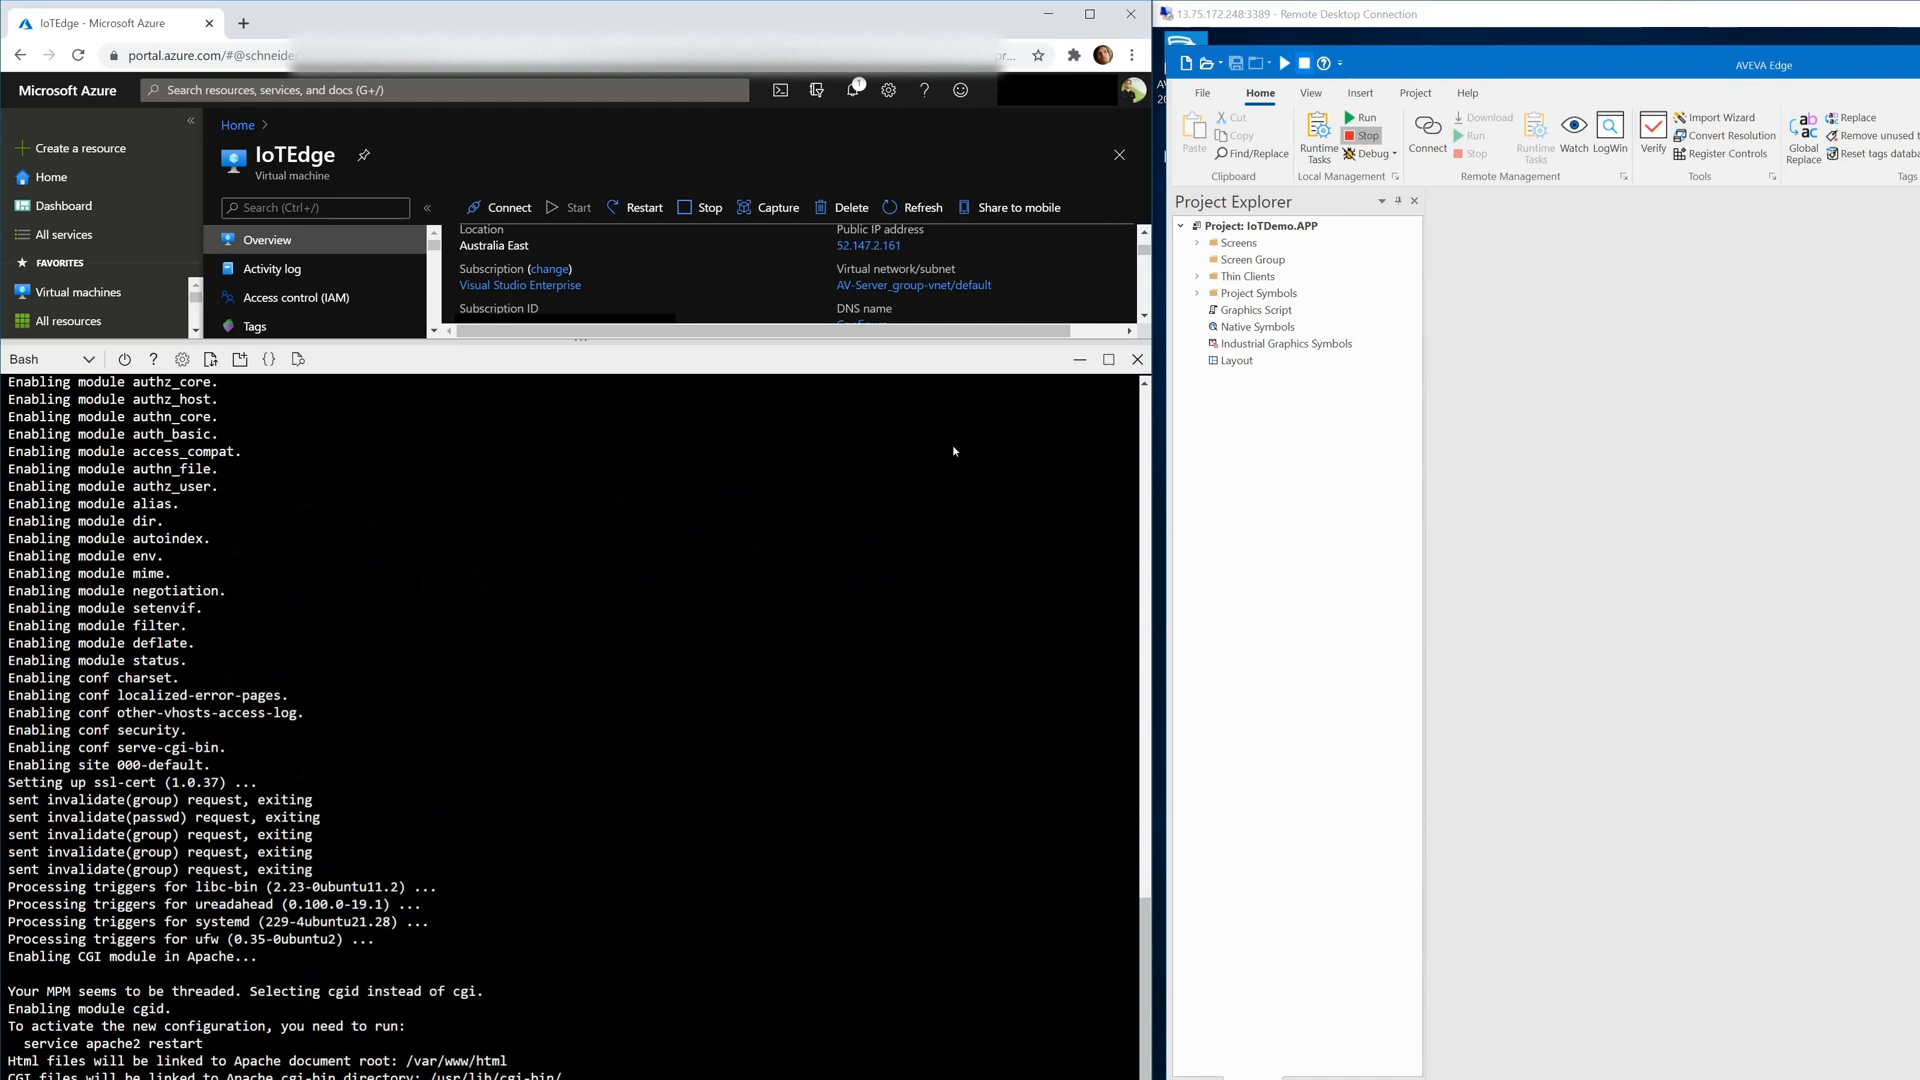 IoTEdge - Microsoft Azure
portal.azure.com/#@schneide
or...
Microsoft Azure
Search resources, services, and docs (G+/)
1
Create a resource
Home
Dashboard
All services
FAVORITES
Virtual machines
All resources
Home
IoTEdge
Virtual machine
Search (Ctrl+/)
Overview
Activity log
Access control (IAM)
Tags
Connect
Start
Restart
Stop
Capture
Delete
Refresh
Share to mobile
Location
Australia East
Subscription (change)
Visual Studio Enterprise
Subscription ID
Public IP address
52.147.2.161
Virtual network/subnet
AV-Server_group-vnet/default
DNS name
Bash
Enabling module authz_core.
Enabling module authz_host.
Enabling module authn_core.
Enabling module auth_basic.
Enabling module access_compat.
Enabling module authn_file.
Enabling module authz_user.
Enabling module alias.
Enabling module dir.
Enabling module autoindex.
Enabling module env.
Enabling module mime.
Enabling module negotiation.
Enabling module setenvif.
Enabling module filter.
Enabling module deflate.
Enabling module status.
Enabling conf charset.
Enabling conf localized-error-pages.
Enabling conf other-vhosts-access-log.
Enabling conf security.
Enabling conf serve-cgi-bin.
Enabling site 000-default.
Setting up ssl-cert (1.0.37) ...
sent invalidate(group) request, exiting
sent invalidate(passwd) request, exiting
sent invalidate(group) request, exiting
sent invalidate(group) request, exiting
sent invalidate(group) request, exiting
Processing triggers for libc-bin (2.23-0ubuntu11.2) ...
Processing triggers for ureadahead (0.100.0-19.1) ...
Processing triggers for systemd (229-4ubuntu21.28) ...
Processing triggers for ufw (0.35-0ubuntu2) ...
Enabling CGI module in Apache...
Your MPM seems to be threaded. Selecting cgid instead of cgi.
Enabling module cgid.
To activate the new configuration, you need to run:
service apache2 restart
Html files will be linked to Apache document root: /var/www/html
CGI files will be linked to Apache cgi-bin directory: /usr/lib/cgi-bin/
13.75.172.248:3389 - Remote Desktop Connection
AVEVA Edge
File
Home
View
Insert
Project
Help
Paste
Cut
Copy
Find/Replace
Clipboard
Runtime
Tasks
Run
Stop
Debug
Local Management
Connect
Download
Run
Stop
Runtime
Tasks
Watch
LogWin
Remote Management
Verify
Import Wizard
Convert Resolution
Register Controls
Tools
Global
Replace
Replace
Remove unused t
Reset tags databa
Tags
Project Explorer
Project: IoTDemo.APP
Screens
Screen Group
Thin Clients
Project Symbols
Graphics Script
Native Symbols
Industrial Graphics Symbols
Layout